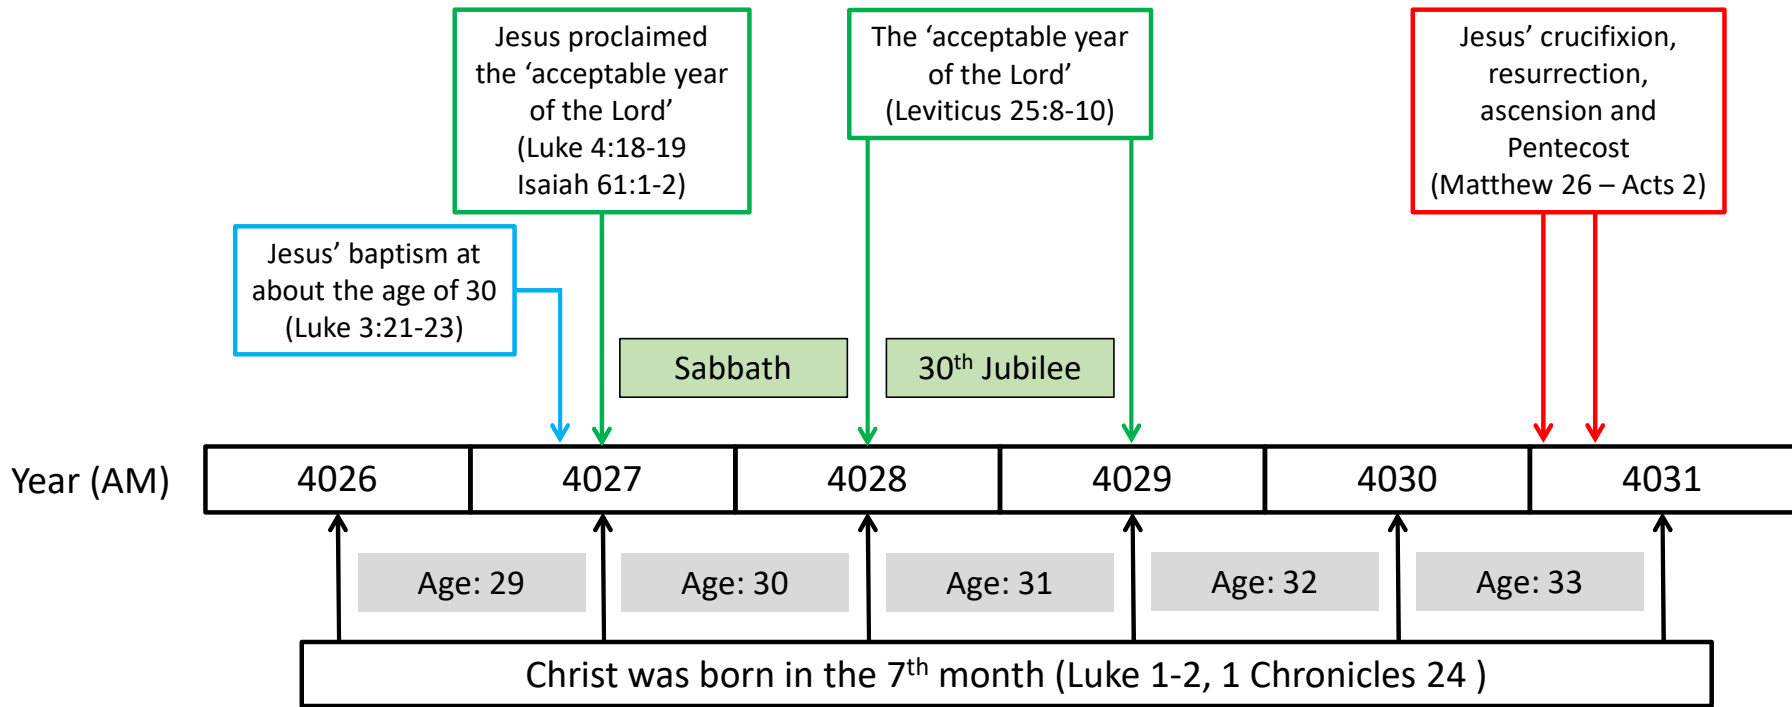 Jesus proclaimed
the ‘acceptable year
of the Lord’
(Luke 4:18-19
Isaiah 61:1-2)
The ‘acceptable year
of the Lord’
(Leviticus 25:8-10)
Jesus’ crucifixion,
resurrection,
ascension and
Pentecost
(Matthew 26 – Acts 2)
Jesus’ baptism at
about the age of 30
(Luke 3:21-23)
Sabbath
30th Jubilee
Year (AM)
4026
4027
4028
4029
4030
4031
Age: 29
Age: 30
Age: 31
Age: 32
Age: 33
Christ was born in the 7th month (Luke 1-2, 1 Chronicles 24 )